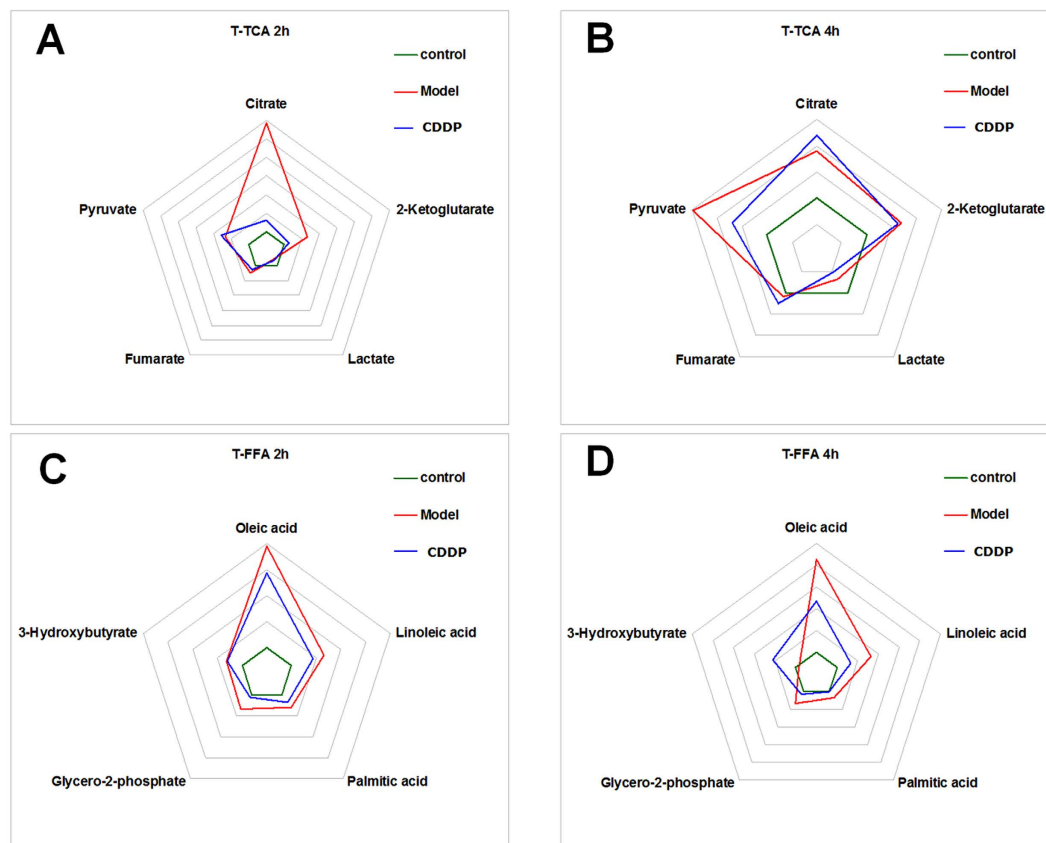 A
T-TCA 2h
control
Model
CDDP
Citrate
Pyruvate
2-Ketoglutarate
Fumarate
Lactate
B
T-TCA 4h
control
Model
CDDP
Citrate
Pyruvate
2-Ketoglutarate
Fumarate
Lactate
C
T-FFA 2h
control
Model
CDDP
Oleic acid
3-Hydroxybutyrate
Linoleic acid
Glycero-2-phosphate
Palmitic acid
D
T-FFA 4h
control
Model
CDDP
Oleic acid
3-Hydroxybutyrate
Linoleic acid
Glycero-2-phosphate
Palmitic acid